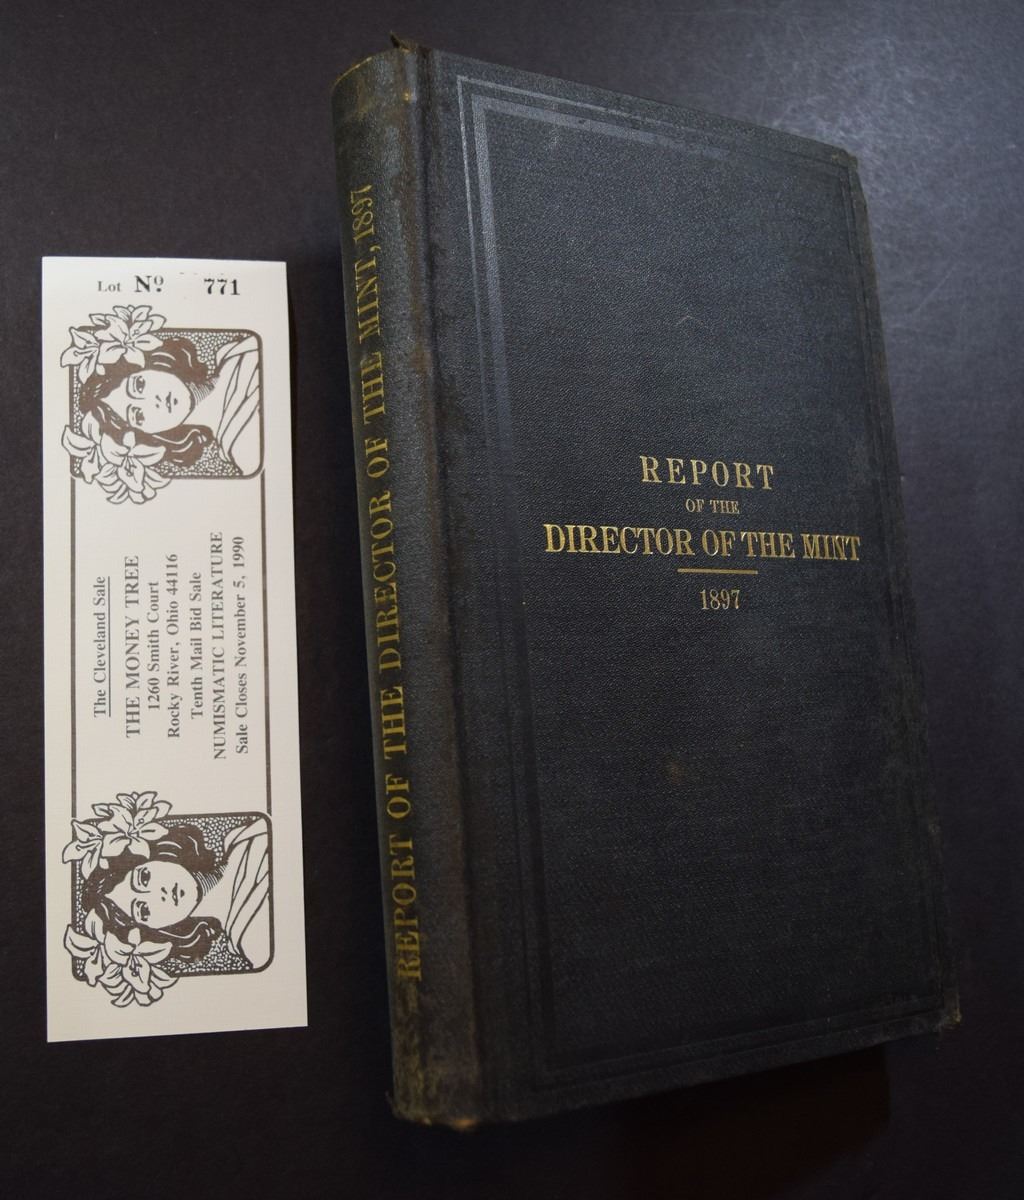 Lot Nº 771
The Cleveland Sale
THE MONEY TREE
1260 Smith Court
Rocky River, Ohio 44116
Tenth Mail Bid Sale
NUMISMATIC LITERATURE
Sale Closes November 5, 1990
REPORT OF THE DIRECTOR OF THE MINT, 1897
REPORT
OF THE
DIRECTOR OF THE MINT
1897